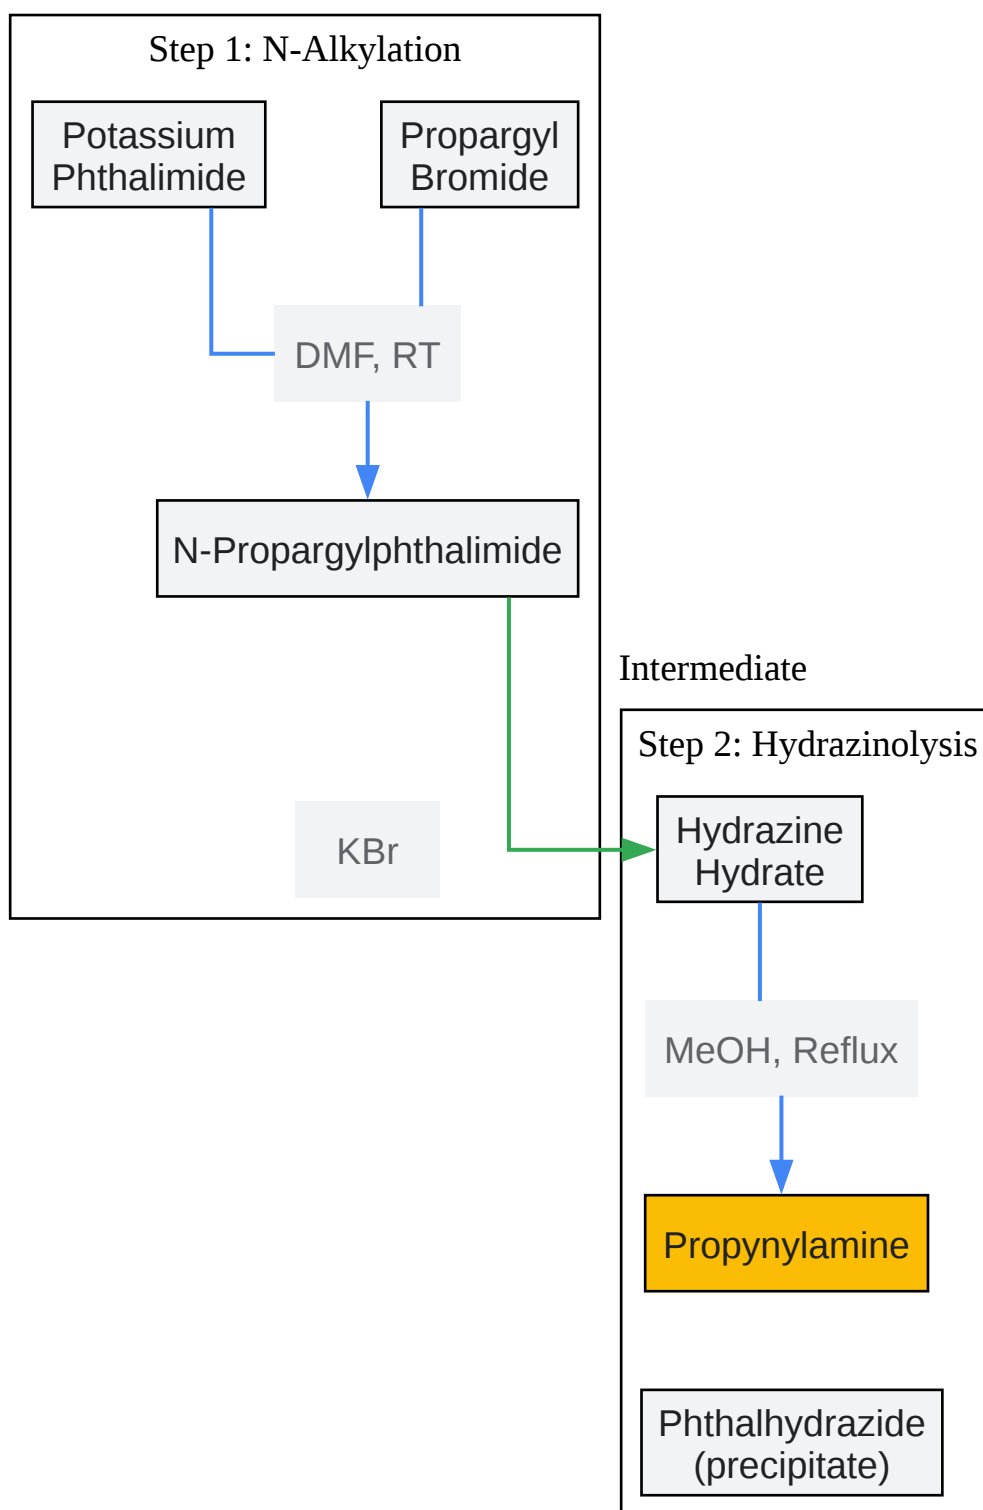 Step 1: N-Alkylation
Potassium
Phthalimide
Propargyl
Bromide
DMF, RT
N-Propargylphthalimide
KBr
Intermediate
Step 2: Hydrazinolysis
Hydrazine
Hydrate
MeOH, Reflux
Propynylamine
Phthalhydrazide
(precipitate)